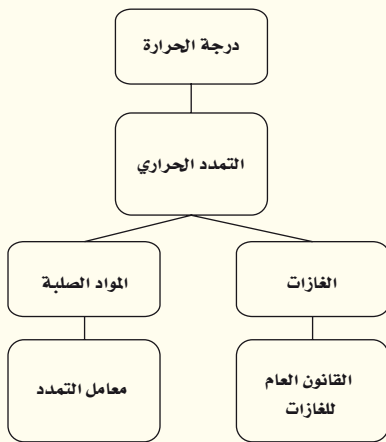 درجة الحرارة
التمدد الحراري
الغازات
المواد الصلبة
القانون العام
للغازات
معامل التمدد